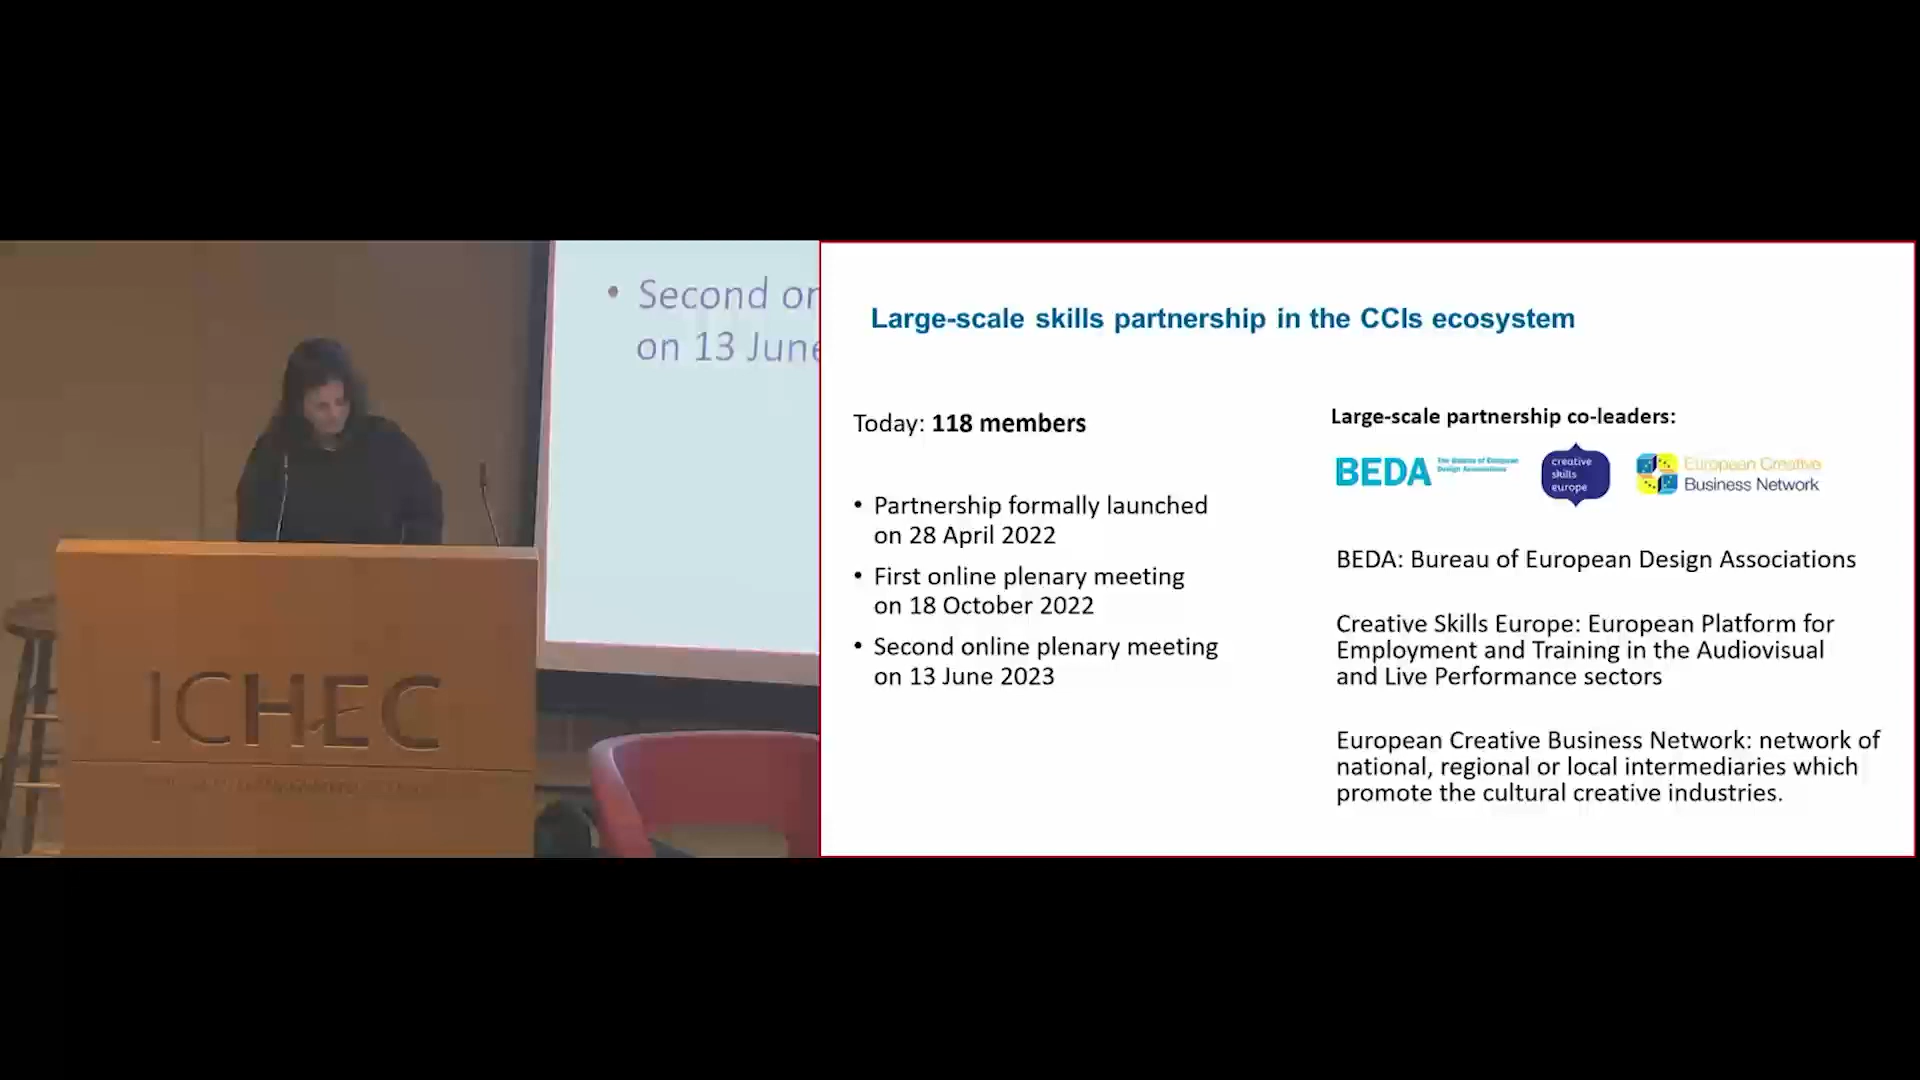 Second
on 13 June
ICHEC
Large-scale skills partnership in the CCIs ecosystem
Today: 118 members
• Partnership formally launched
on 28 April 2022
• First online plenary meeting
on 18 October 2022
• Second online plenary meeting
on 13 June 2023
Large-scale partnership co-leaders:
BEDA The Bureau of European
Design Associations
creative
skills
europe
European Creative
Business Network
BEDA: Bureau of European Design Associations
Creative Skills Europe: European Platform for
Employment and Training in the Audiovisual
and Live Performance sectors
European Creative Business Network: network of
national, regional or local intermediaries which
promote the cultural creative industries.